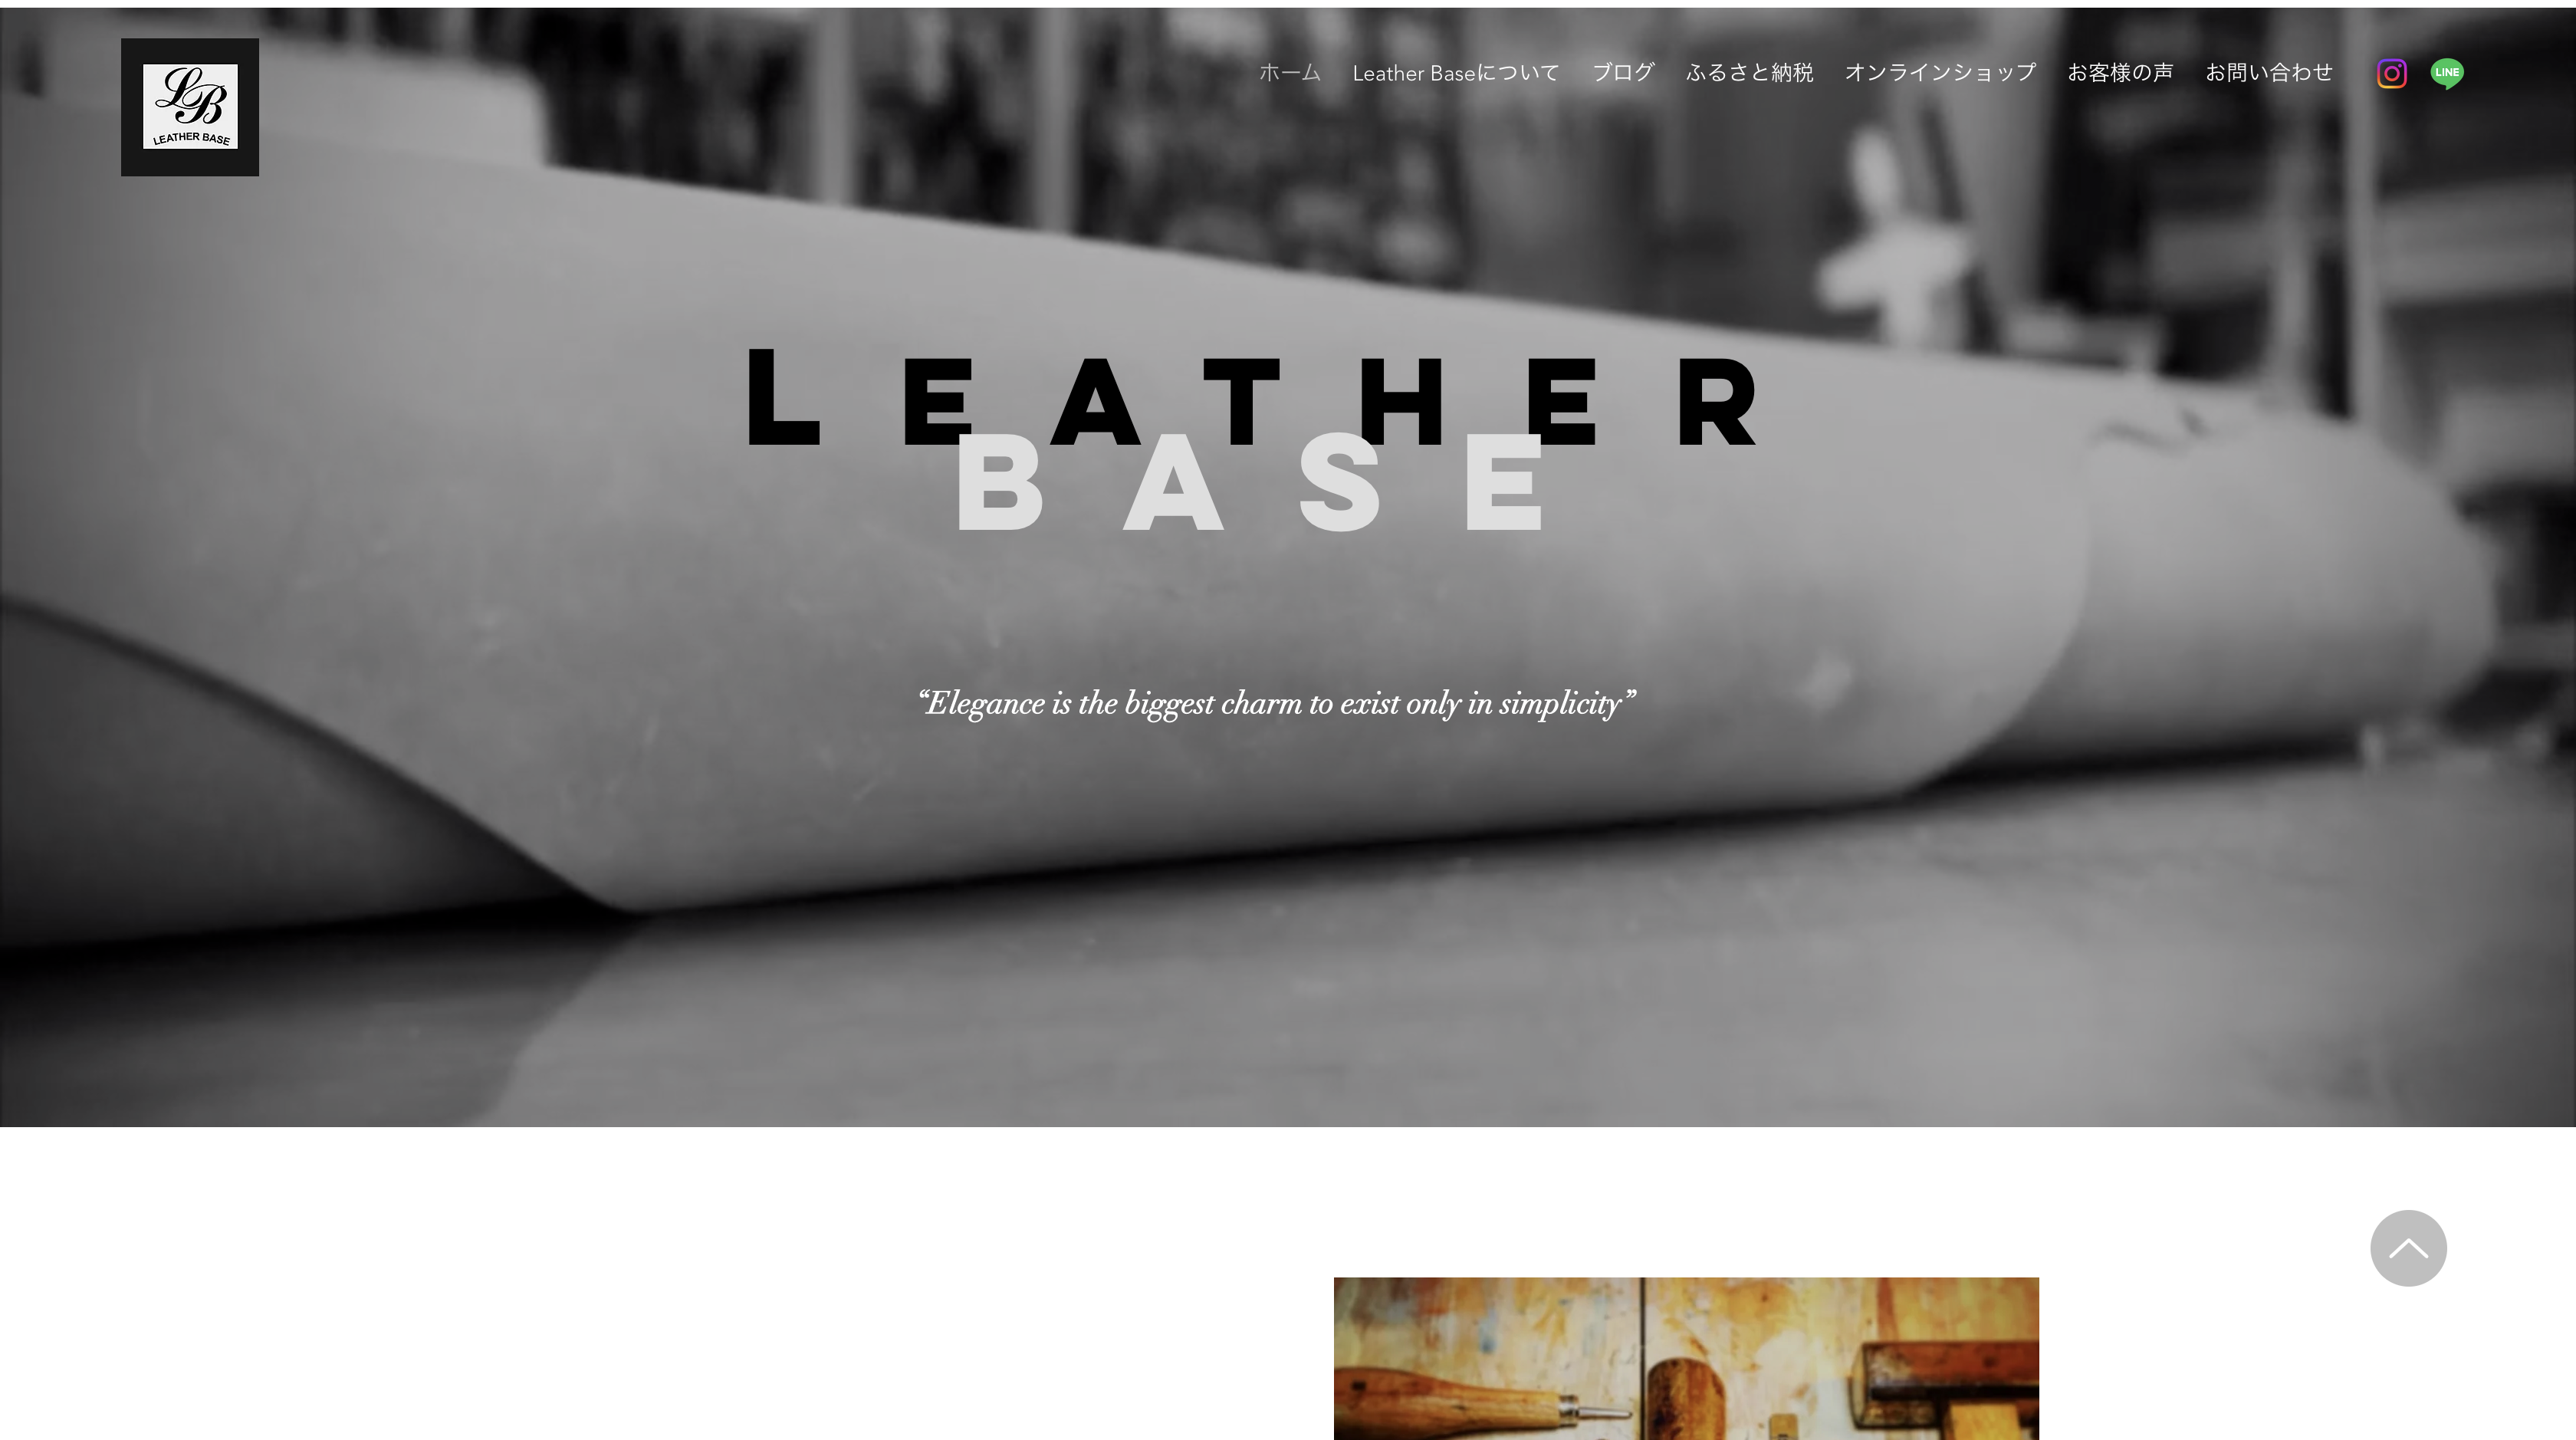 LB
LEATHER BASE
ホーム Leather Baseについて ブログ ふるさと納税 オンラインショップ お客様の声 お問い合わせ LINE
LEATHER
BASE
“Elegance is the biggest charm to exist only in simplicity”